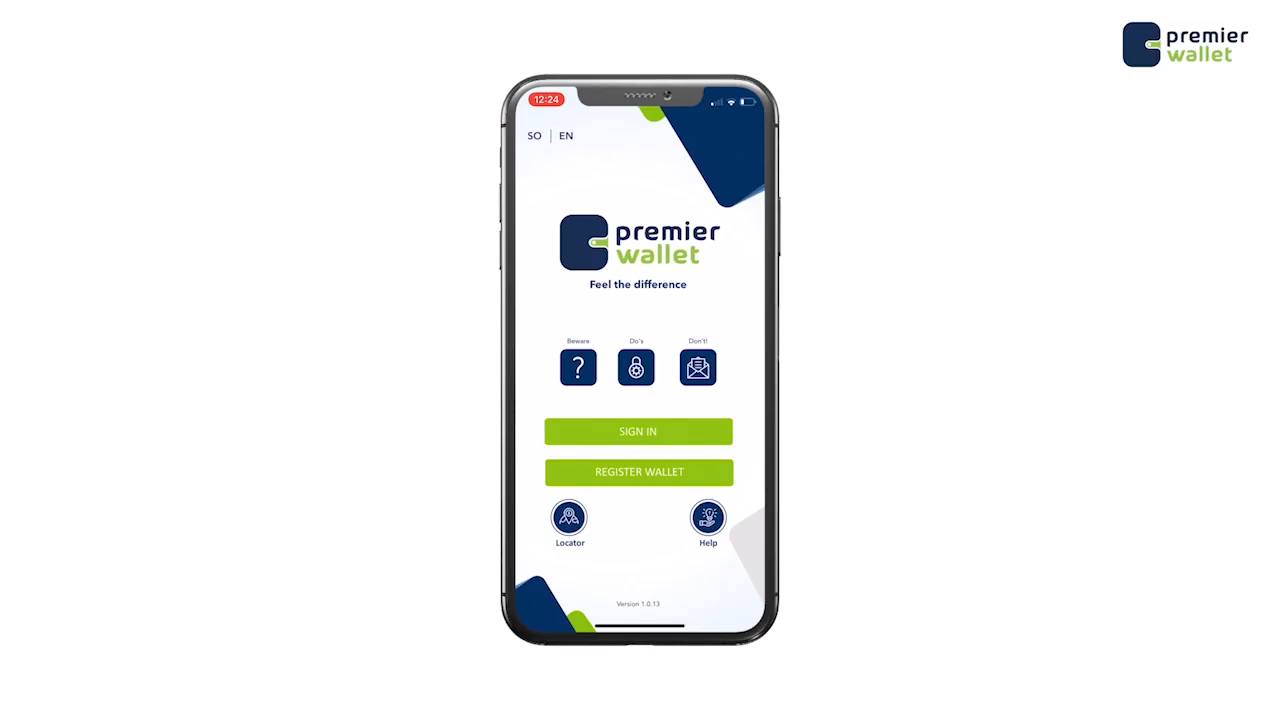 premier
wallet
12:24
SO | EN
premier
wallet
Feel the difference
Beware
Do's
Don't!
?
SIGN IN
REGISTER WALLET
Locator
Help
Version 1.0.13